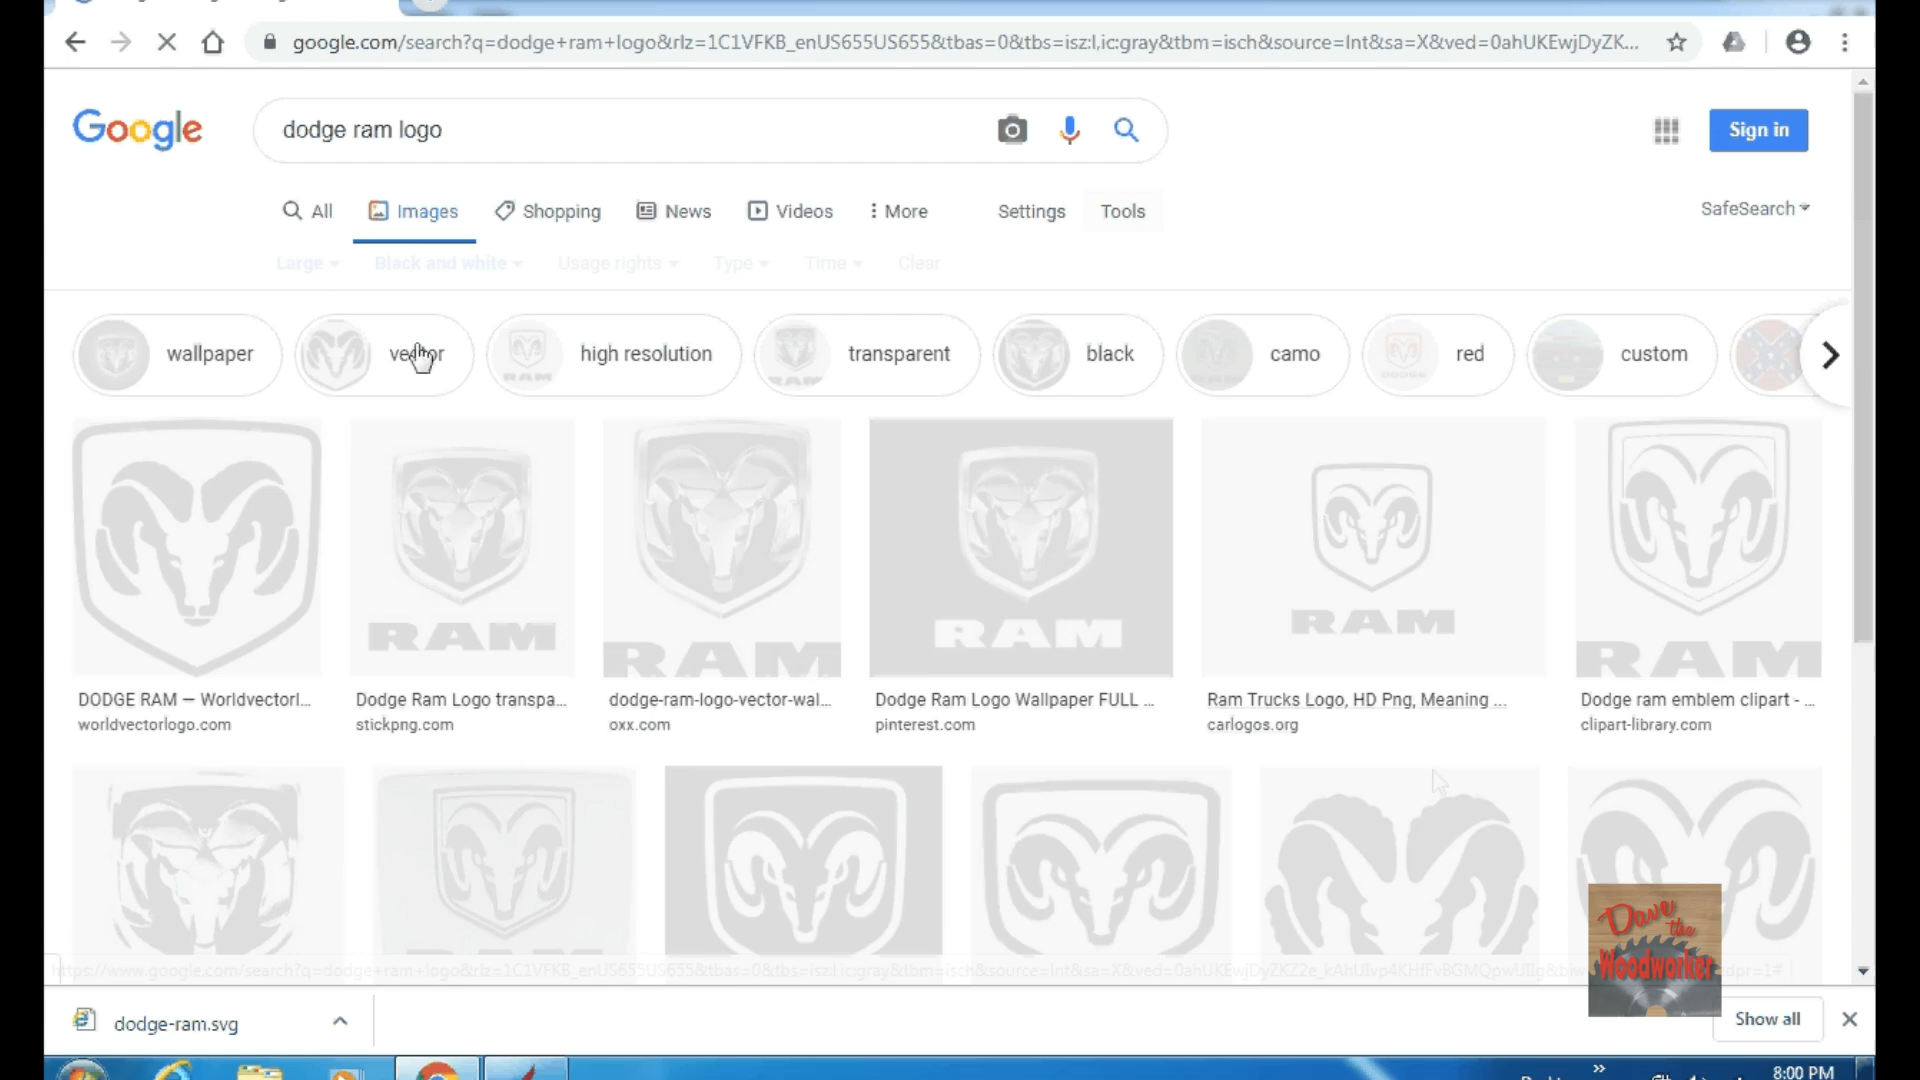 google.com/search?q=dodge+ram+logo&rlz=1C1VFKB_enUS655US655&tbas=0&tbs=isz:l,ic:gray&tbm=isch&source=lnt&sa=X&ved=0ahUKEwjDyZK...
Google
dodge ram logo
Sign in
All
Images
Shopping
News
Videos
More
Settings
Tools
SafeSearch
Large
Black and white
Usage rights
Type
Time
Clear
wallpaper
vector
high resolution
transparent
black
camo
red
custom
RAM
RAM
RAM
RAM
RAM
DODGE RAM — Worldvectorl...
worldvectorlogo.com
Dodge Ram Logo transpa...
stickpng.com
dodge-ram-logo-vector-wal...
oxx.com
Dodge Ram Logo Wallpaper FULL ...
pinterest.com
Ram Trucks Logo, HD Png, Meaning ...
carlogos.org
Dodge ram emblem clipart - ...
clipart-library.com
Dave
the
Woodworker
dodge-ram.svg
Show all
8:00 PM